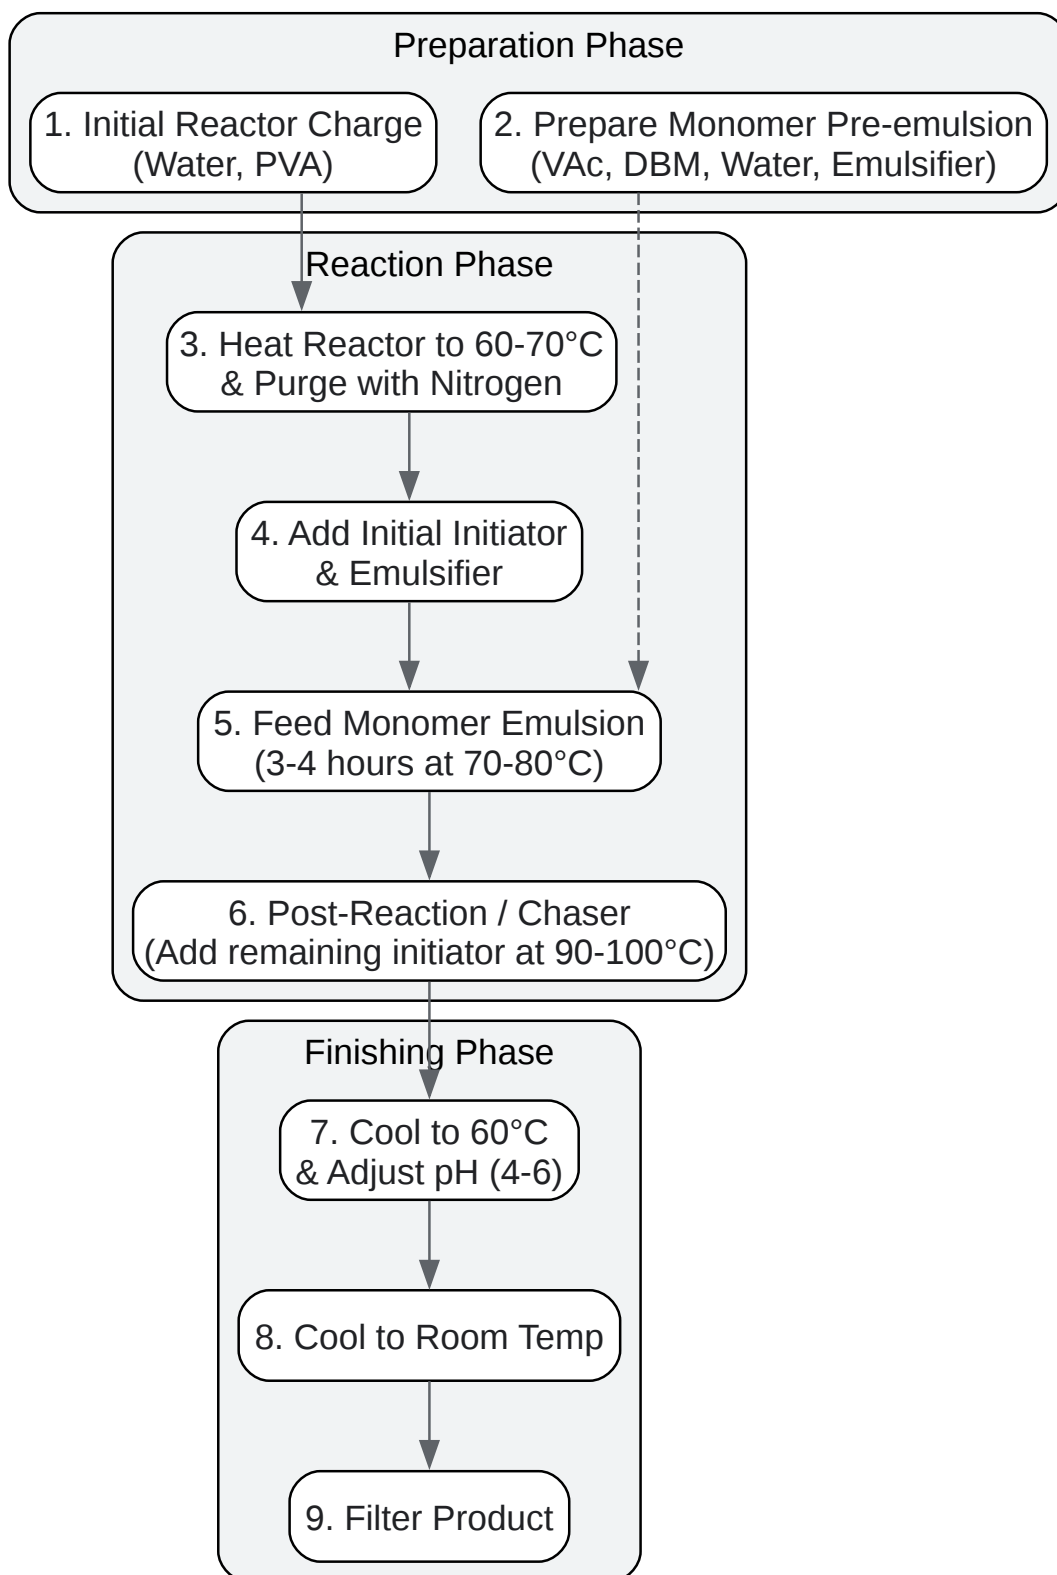 Preparation Phase
1. Initial Reactor Charge
(Water, PVA)
2. Prepare Monomer Pre-emulsion
(VAc, DBM, Water, Emulsifier)
Reaction Phase
3. Heat Reactor to 60-70°C
& Purge with Nitrogen
4. Add Initial Initiator
& Emulsifier
5. Feed Monomer Emulsion
(3-4 hours at 70-80°C)
6. Post-Reaction / Chaser
(Add remaining initiator at 90-100°C)
Finishing Phase
7. Cool to 60°C
& Adjust pH (4-6)
8. Cool to Room Temp
9. Filter Product